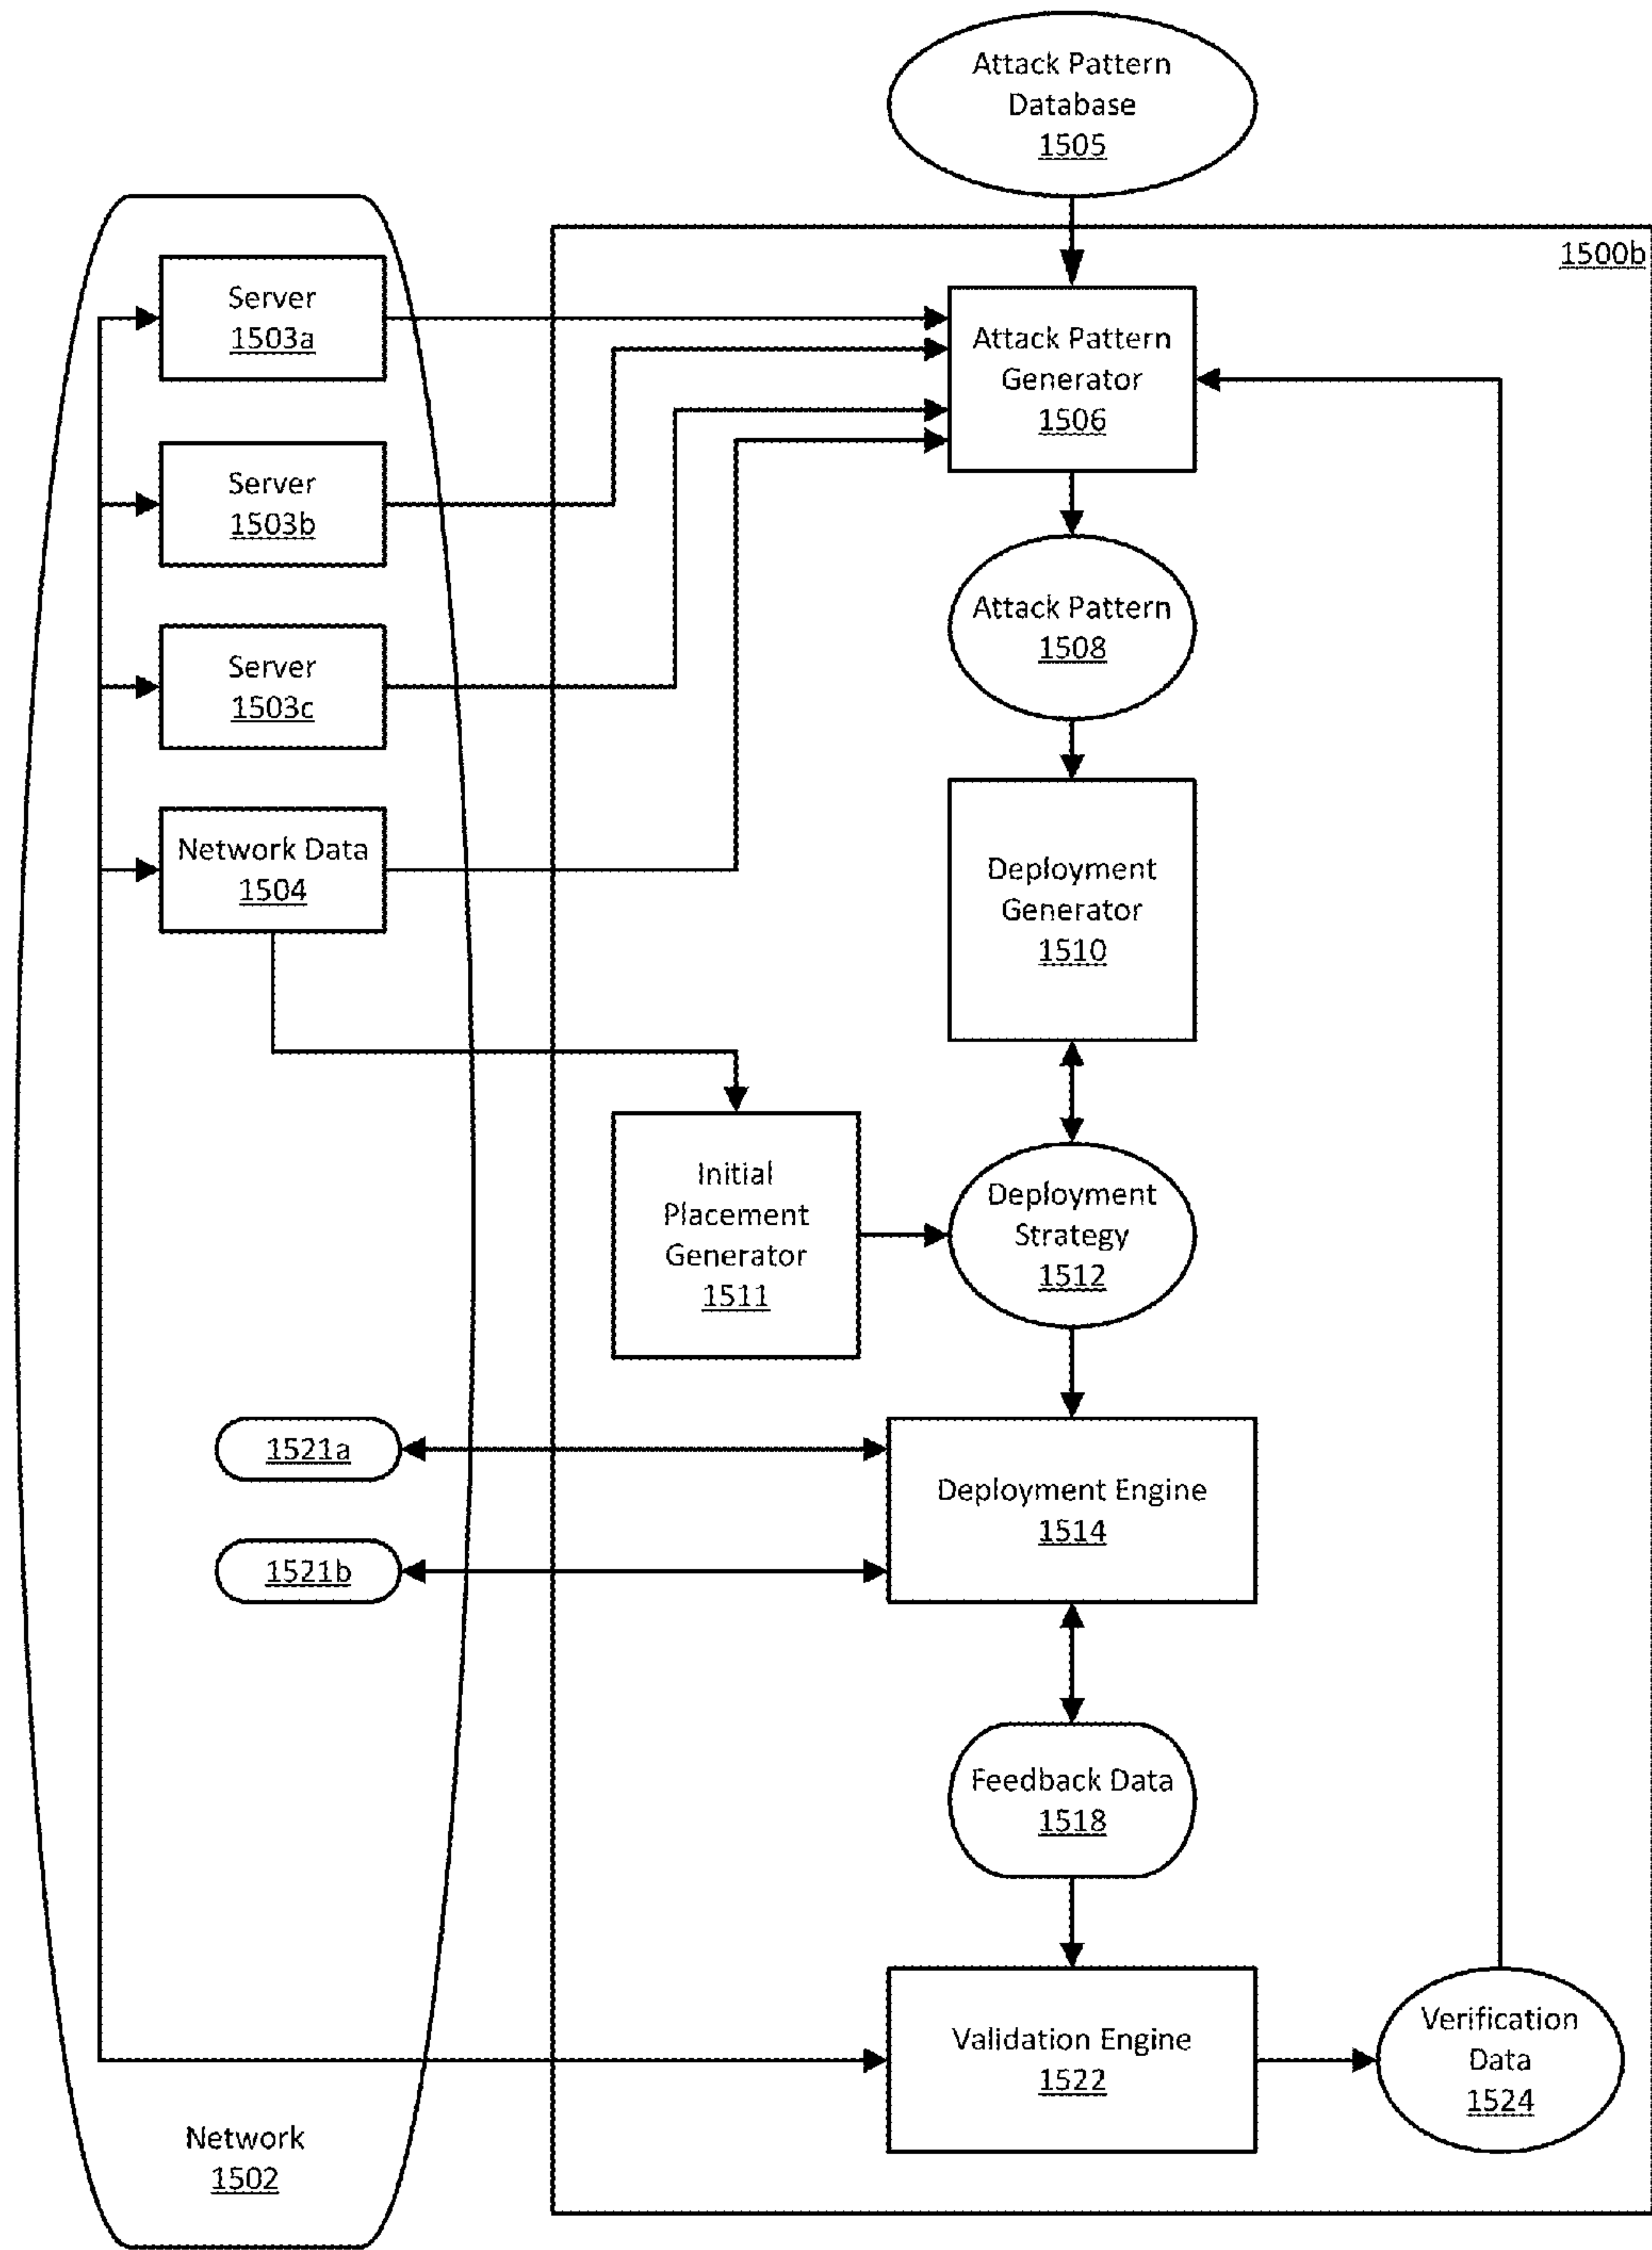 Attack Pattern
Database
1505
1500b
Server
1503a
Attack Pattern
Generator
1506
Server
1503b
Attack Pattern
1508
Server
1503c
Network Data
1504
Deployment
Generator
1510
Initial
Placement
Generator
1511
Deployment
Strategy
1512
1521a
Deployment Engine
1514
1521b
Feedback Data
1518
Validation Engine
1522
Verification
Data
1524
Network
1502